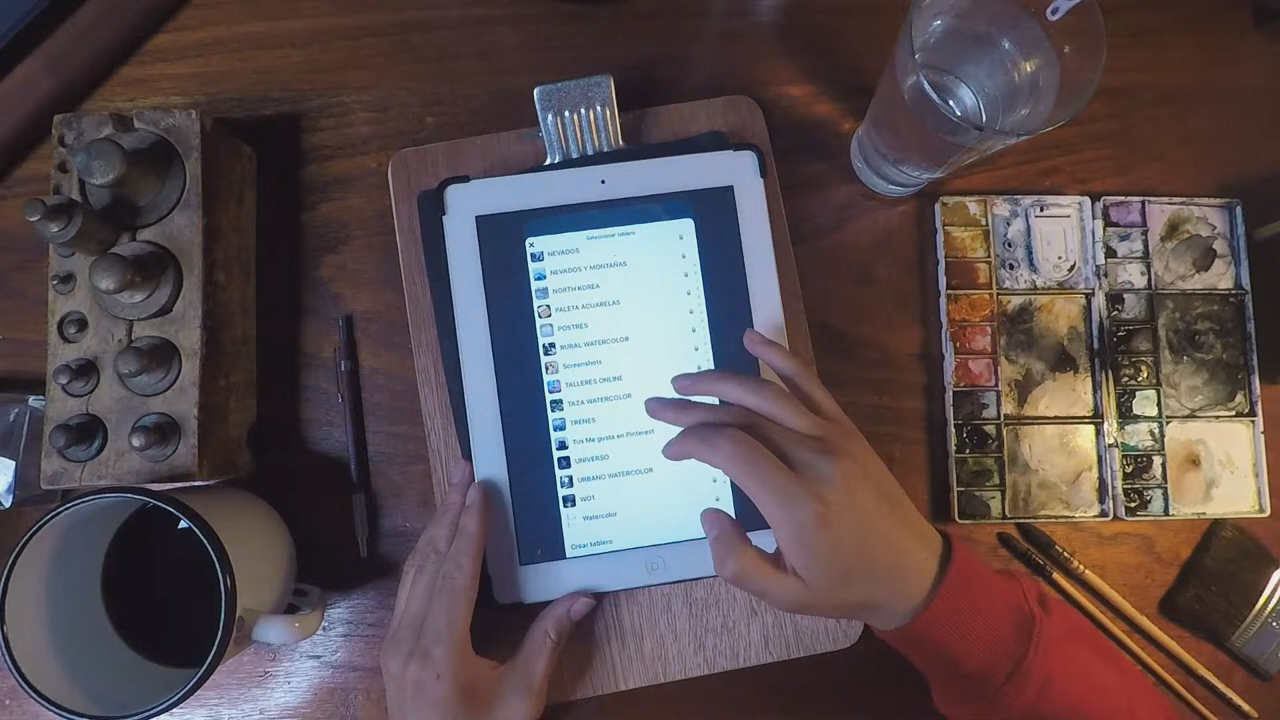 Seleccionar tablero
NEVADOS
NEVADOS Y MONTAÑAS
NORTH KOREA
PALETA ACUARELAS
POSTRES
RURAL WATERCOLOR
Screenshots
TALLERES ONLINE
TAZA WATERCOLOR
TRENES
Tus Me gusta en Pinterest
UNIVERSO
URBANO WATERCOLOR
WO1
Watercolor
Crear tablero